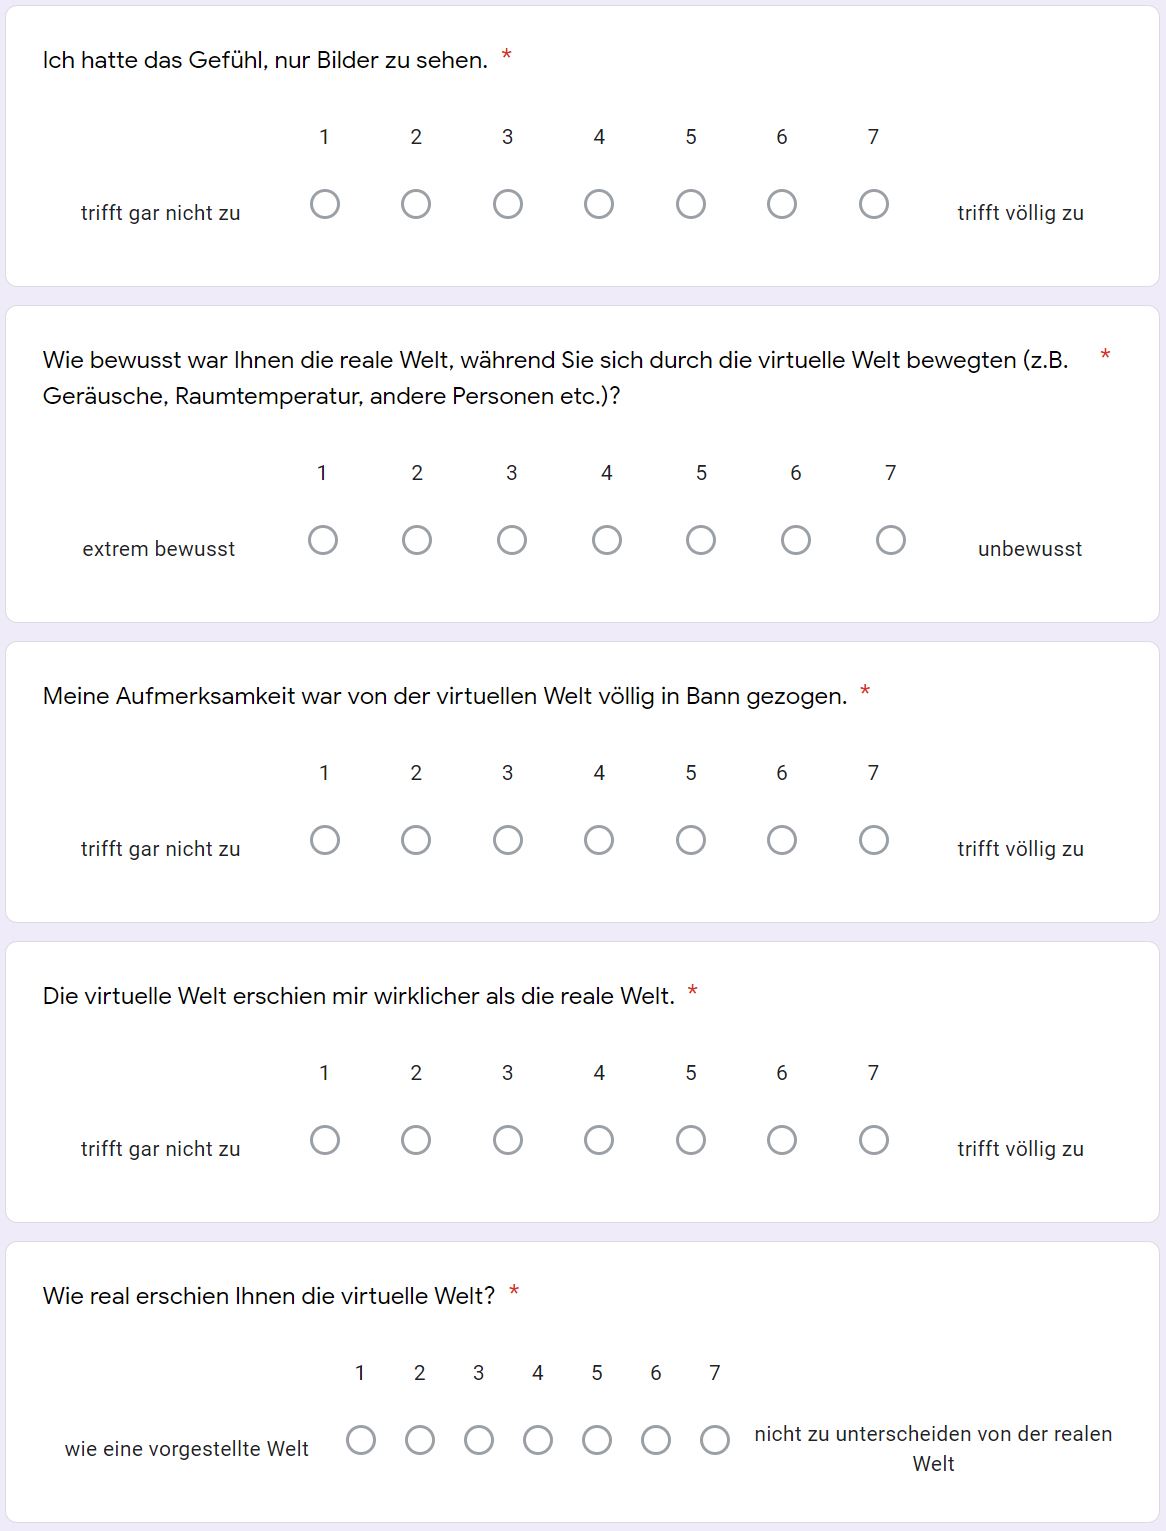 Ich hatte das Gefühl, nur Bilder zu sehen. *
1 2 3 4 5 6 7
trifft gar nicht zu trifft völlig zu
Wie bewusst war Ihnen die reale Welt, während Sie sich durch die virtuelle Welt bewegten (z.B. *
Geräusche, Raumtemperatur, andere Personen etc.)?
1 2 3 4 5 6 7
extrem bewusst unbewusst
Meine Aufmerksamkeit war von der virtuellen Welt völlig in Bann gezogen. *
1 2 3 4 5 6 7
trifft gar nicht zu trifft völlig zu
Die virtuelle Welt erschien mir wirklicher als die reale Welt. *
1 2 3 4 5 6 7
trifft gar nicht zu trifft völlig zu
Wie real erschien Ihnen die virtuelle Welt? *
1 2 3 4 5 6 7
wie eine vorgestellte Welt nicht zu unterscheiden von der realen
Welt